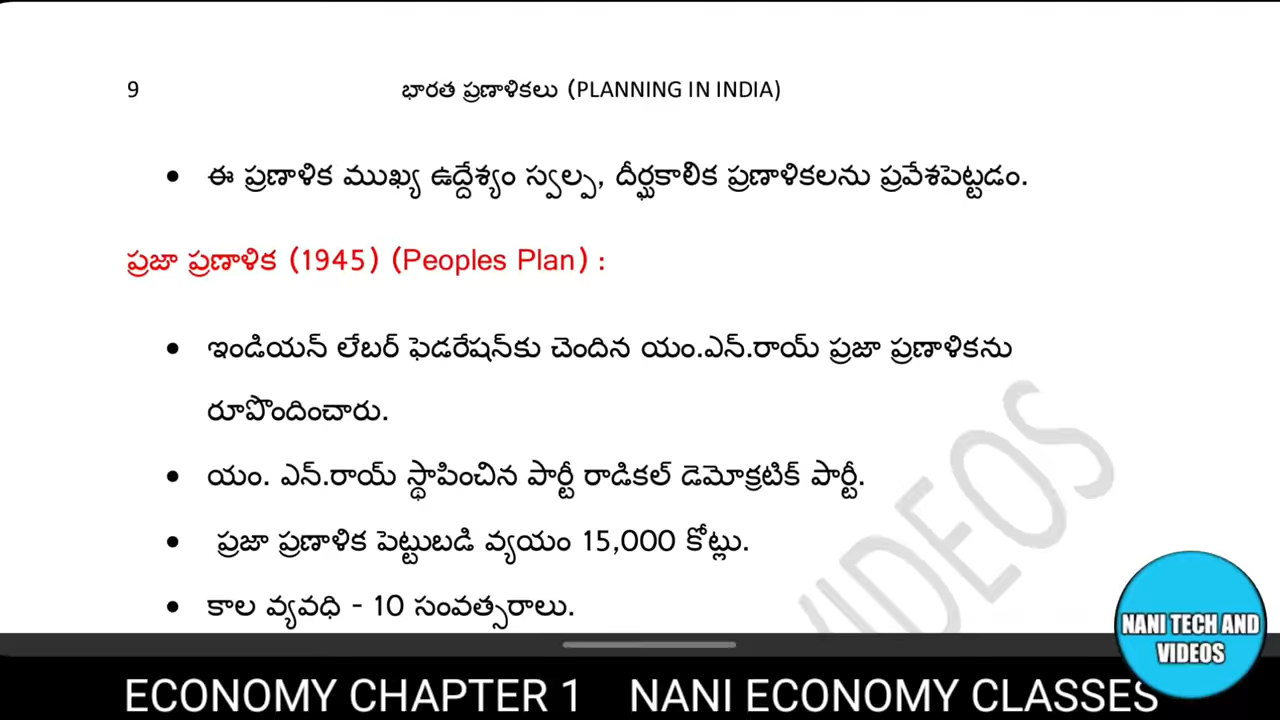 9 భారత ప్రణాళికలు (PLANNING IN INDIA)
• ఈ ప్రణాళిక ముఖ్య ఉద్దేశ్యం స్వల్ప, దీర్ఘకాలిక ప్రణాళికలను ప్రవేశపెట్టడం.
ప్రజా ప్రణాళిక (1945) (Peoples Plan) :
• ఇండియన్ లేబర్ ఫెడరేషన్‌కు చెందిన యం.ఎన్.రాయ్ ప్రజా ప్రణాళికను
రూపొందించారు.
• యం. ఎన్.రాయ్ స్థాపించిన పార్టీ రాడికల్ డెమోక్రటిక్ పార్టీ.
• ప్రజా ప్రణాళిక పెట్టుబడి వ్యయం 15,000 కోట్లు.
• కాల వ్యవధి - 10 సంవత్సరాలు.
VIDEOS
NANI TECH AND
VIDEOS
ECONOMY CHAPTER 1 NANI ECONOMY CLASSES